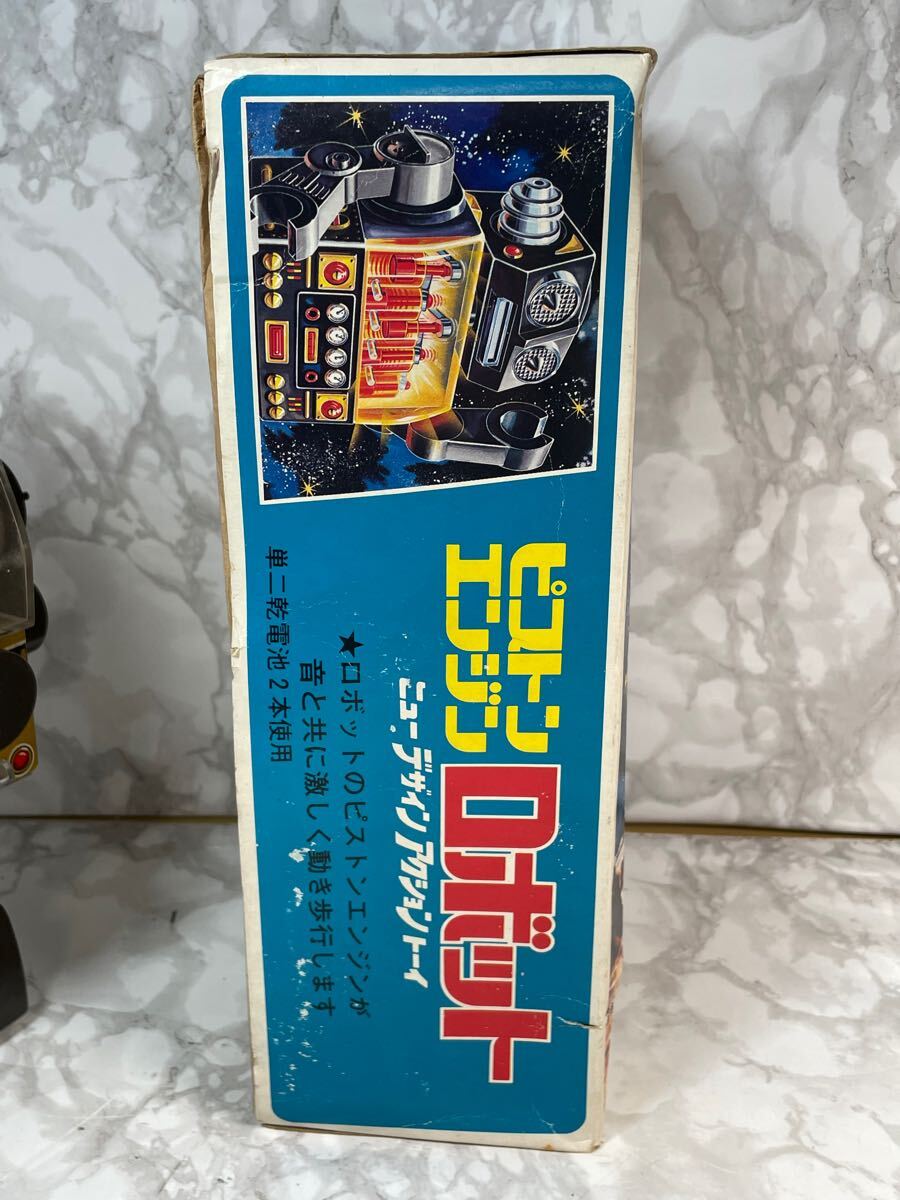 ピストン
エンジン
ロボット
ニューデザインアクショントーイ
★ロボットのピストンエンジンが
音と共に激しく動き歩行します
単二乾電池2本使用